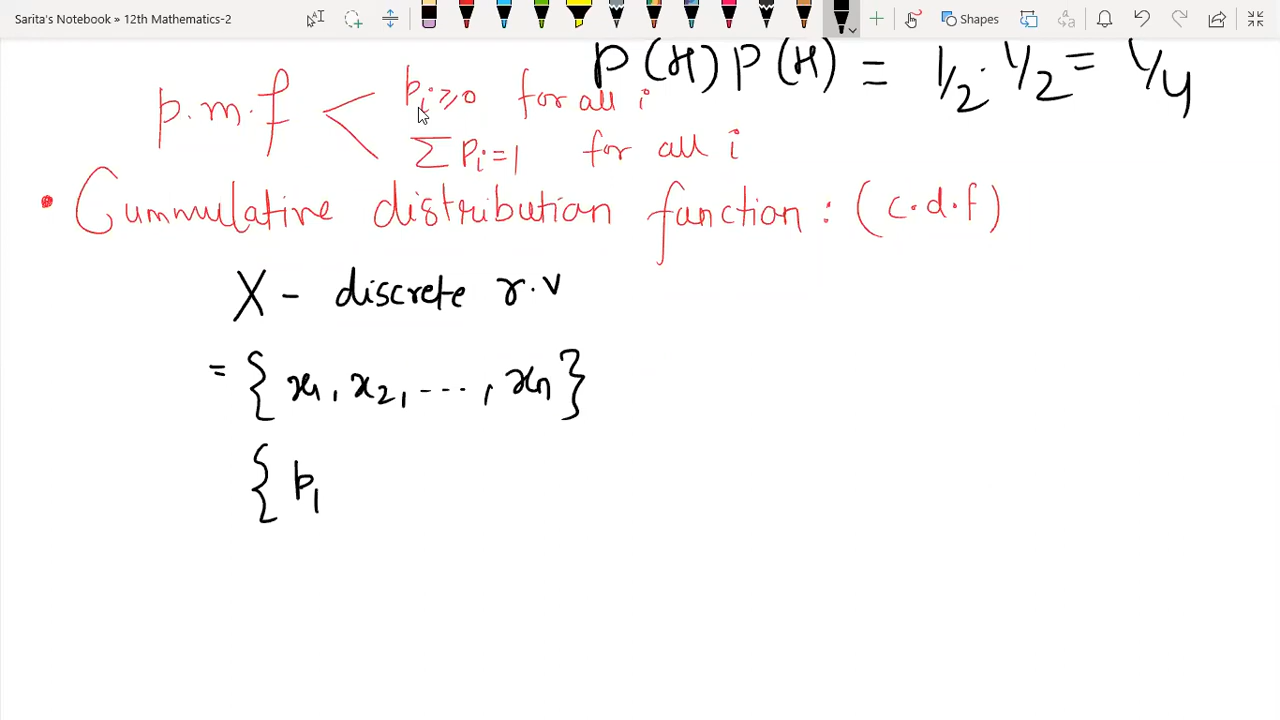 Sarita's Notebook » 12th Mathematics-2
Shapes
P(H) P(H) = 1/2 . 1/2 = 1/4
p.m.f < pi ≥ 0 for all i
∑ Pi = 1 for all i
• Cummulative distribution function : (c.d.f)
X - discrete r.v
= { x1, x2, ---, xn }
{ p1